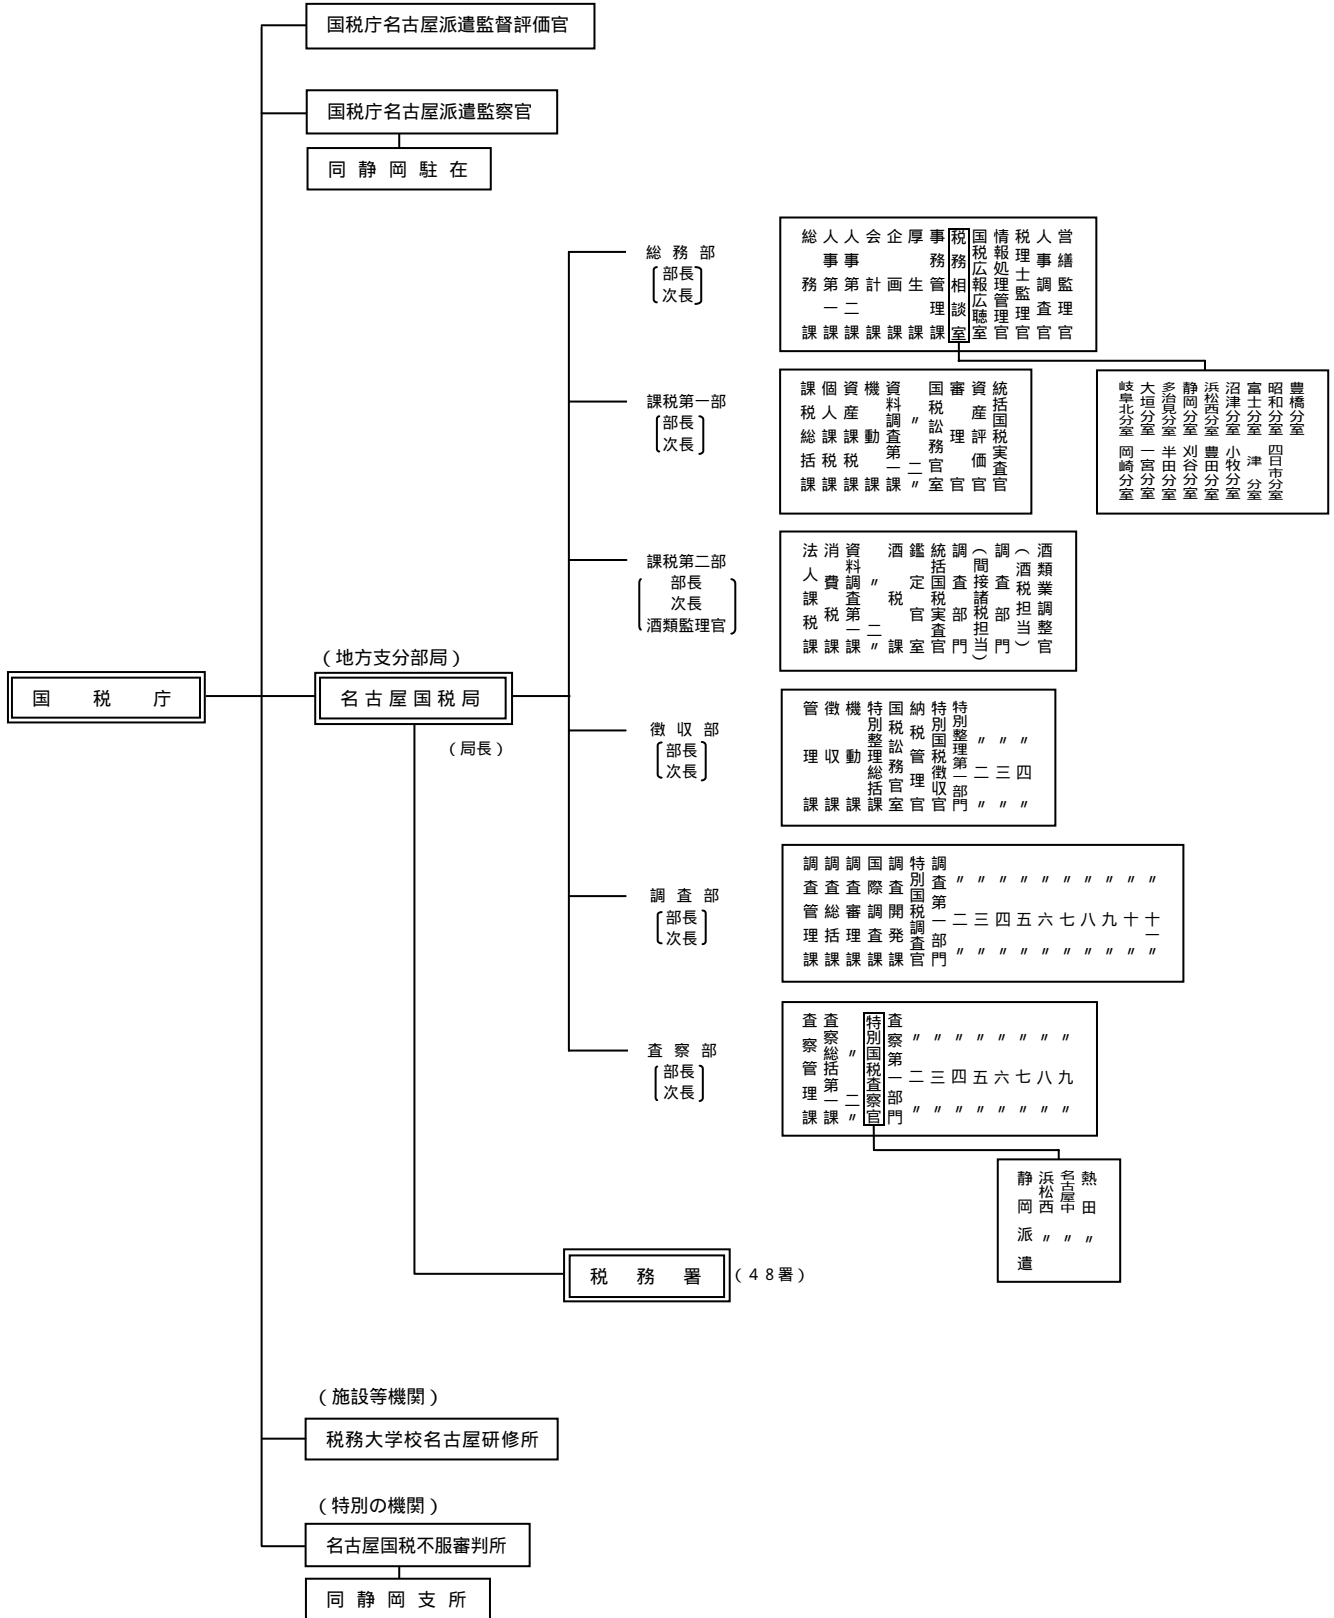 国税庁名古屋派遣監督評価官
国税庁名古屋派遣監察官
同静岡駐在
総務部
部長
次長
総務課
人事第一課
人事第二課
会計課
企画課
厚生課
事務管理課
税務相談室
国税広報広聴室
情報処理管理官
税理士監理官
人事調査官
営繕監理官
岐阜北分室 岡崎分室
大垣分室 一宮分室
多治見分室 半田分室
静岡分室 刈谷分室
浜松西分室 豊田分室
沼津分室 小牧分室
富士分室 津分室
昭和分室 四日市分室
豊橋分室
課税第一部
部長
次長
課税総括課
個人課税課
資産課税課
機動課
資料調査第一課
〃二〃
国税訟務官室
審理官
資産評価官
統括国税実査官
課税第二部
部長
次長
酒類監理官
法人課税課
消費税課
資料調査第一課
〃二〃
酒税課
鑑定官室
統括国税実査官
調査部門
(間接諸税担当)
調査部門
(酒税担当)
酒類業調整官
国税庁
(地方支分部局)
名古屋国税局
(局長)
徴収部
部長
次長
管理課
徴収課
機動課
特別整理総括課
国税訟務官室
納税管理官
特別国税徴収官
特別整理第一部門
〃二〃
〃三〃
〃四〃
調査部
部長
次長
調査管理課
調査総括課
調査審理課
国際調査課
調査開発課
特別国税調査官
調査第一部門
〃二〃
〃三〃
〃四〃
〃五〃
〃六〃
〃七〃
〃八〃
〃九〃
〃十〃
〃十一〃
査察部
部長
次長
査察管理課
査察総括第一課
〃二〃
特別国税査察官
査察第一部門
〃二〃
〃三〃
〃四〃
〃五〃
〃六〃
〃七〃
〃八〃
〃九〃
静岡派遣
浜松西〃
名古屋中〃
熱田〃
税務署
(48署)
(施設等機関)
税務大学校名古屋研修所
(特別の機関)
名古屋国税不服審判所
同静岡支所